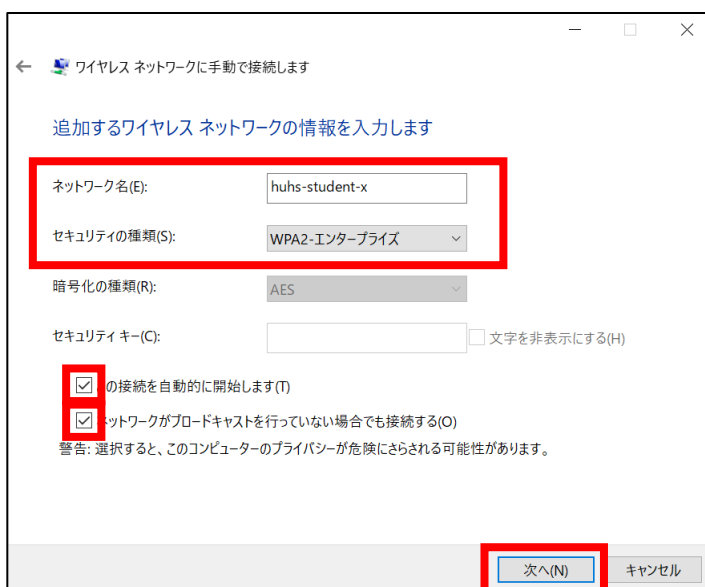 ワイヤレス ネットワークに手動で接続します
追加するワイヤレス ネットワークの情報を入力します
ネットワーク名(E): huhs-student-x
セキュリティの種類(S): WPA2-エンタープライズ
暗号化の種類(R): AES
セキュリティ キー(C): 文字を非表示にする(H)
の接続を自動的に開始します(T)
ネットワークがブロードキャストを行っていない場合でも接続する(O)
警告: 選択すると、このコンピューターのプライバシーが危険にさらされる可能性があります。
次へ(N) キャンセル